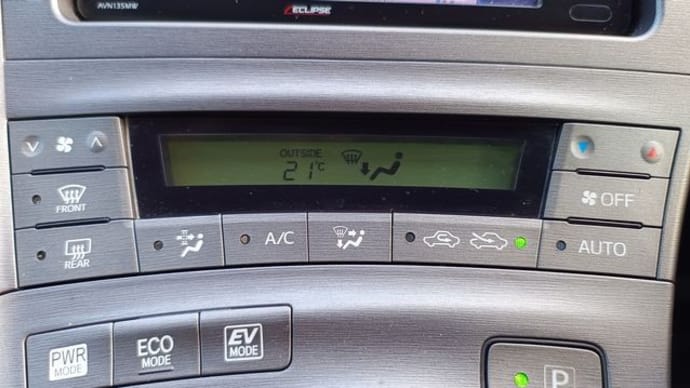 AVN135MW
ECLIPSE
OUTSIDE
21°C
FRONT
OFF
REAR
A/C
AUTO
PWR
MODE
ECO
MODE
EV
MODE
P